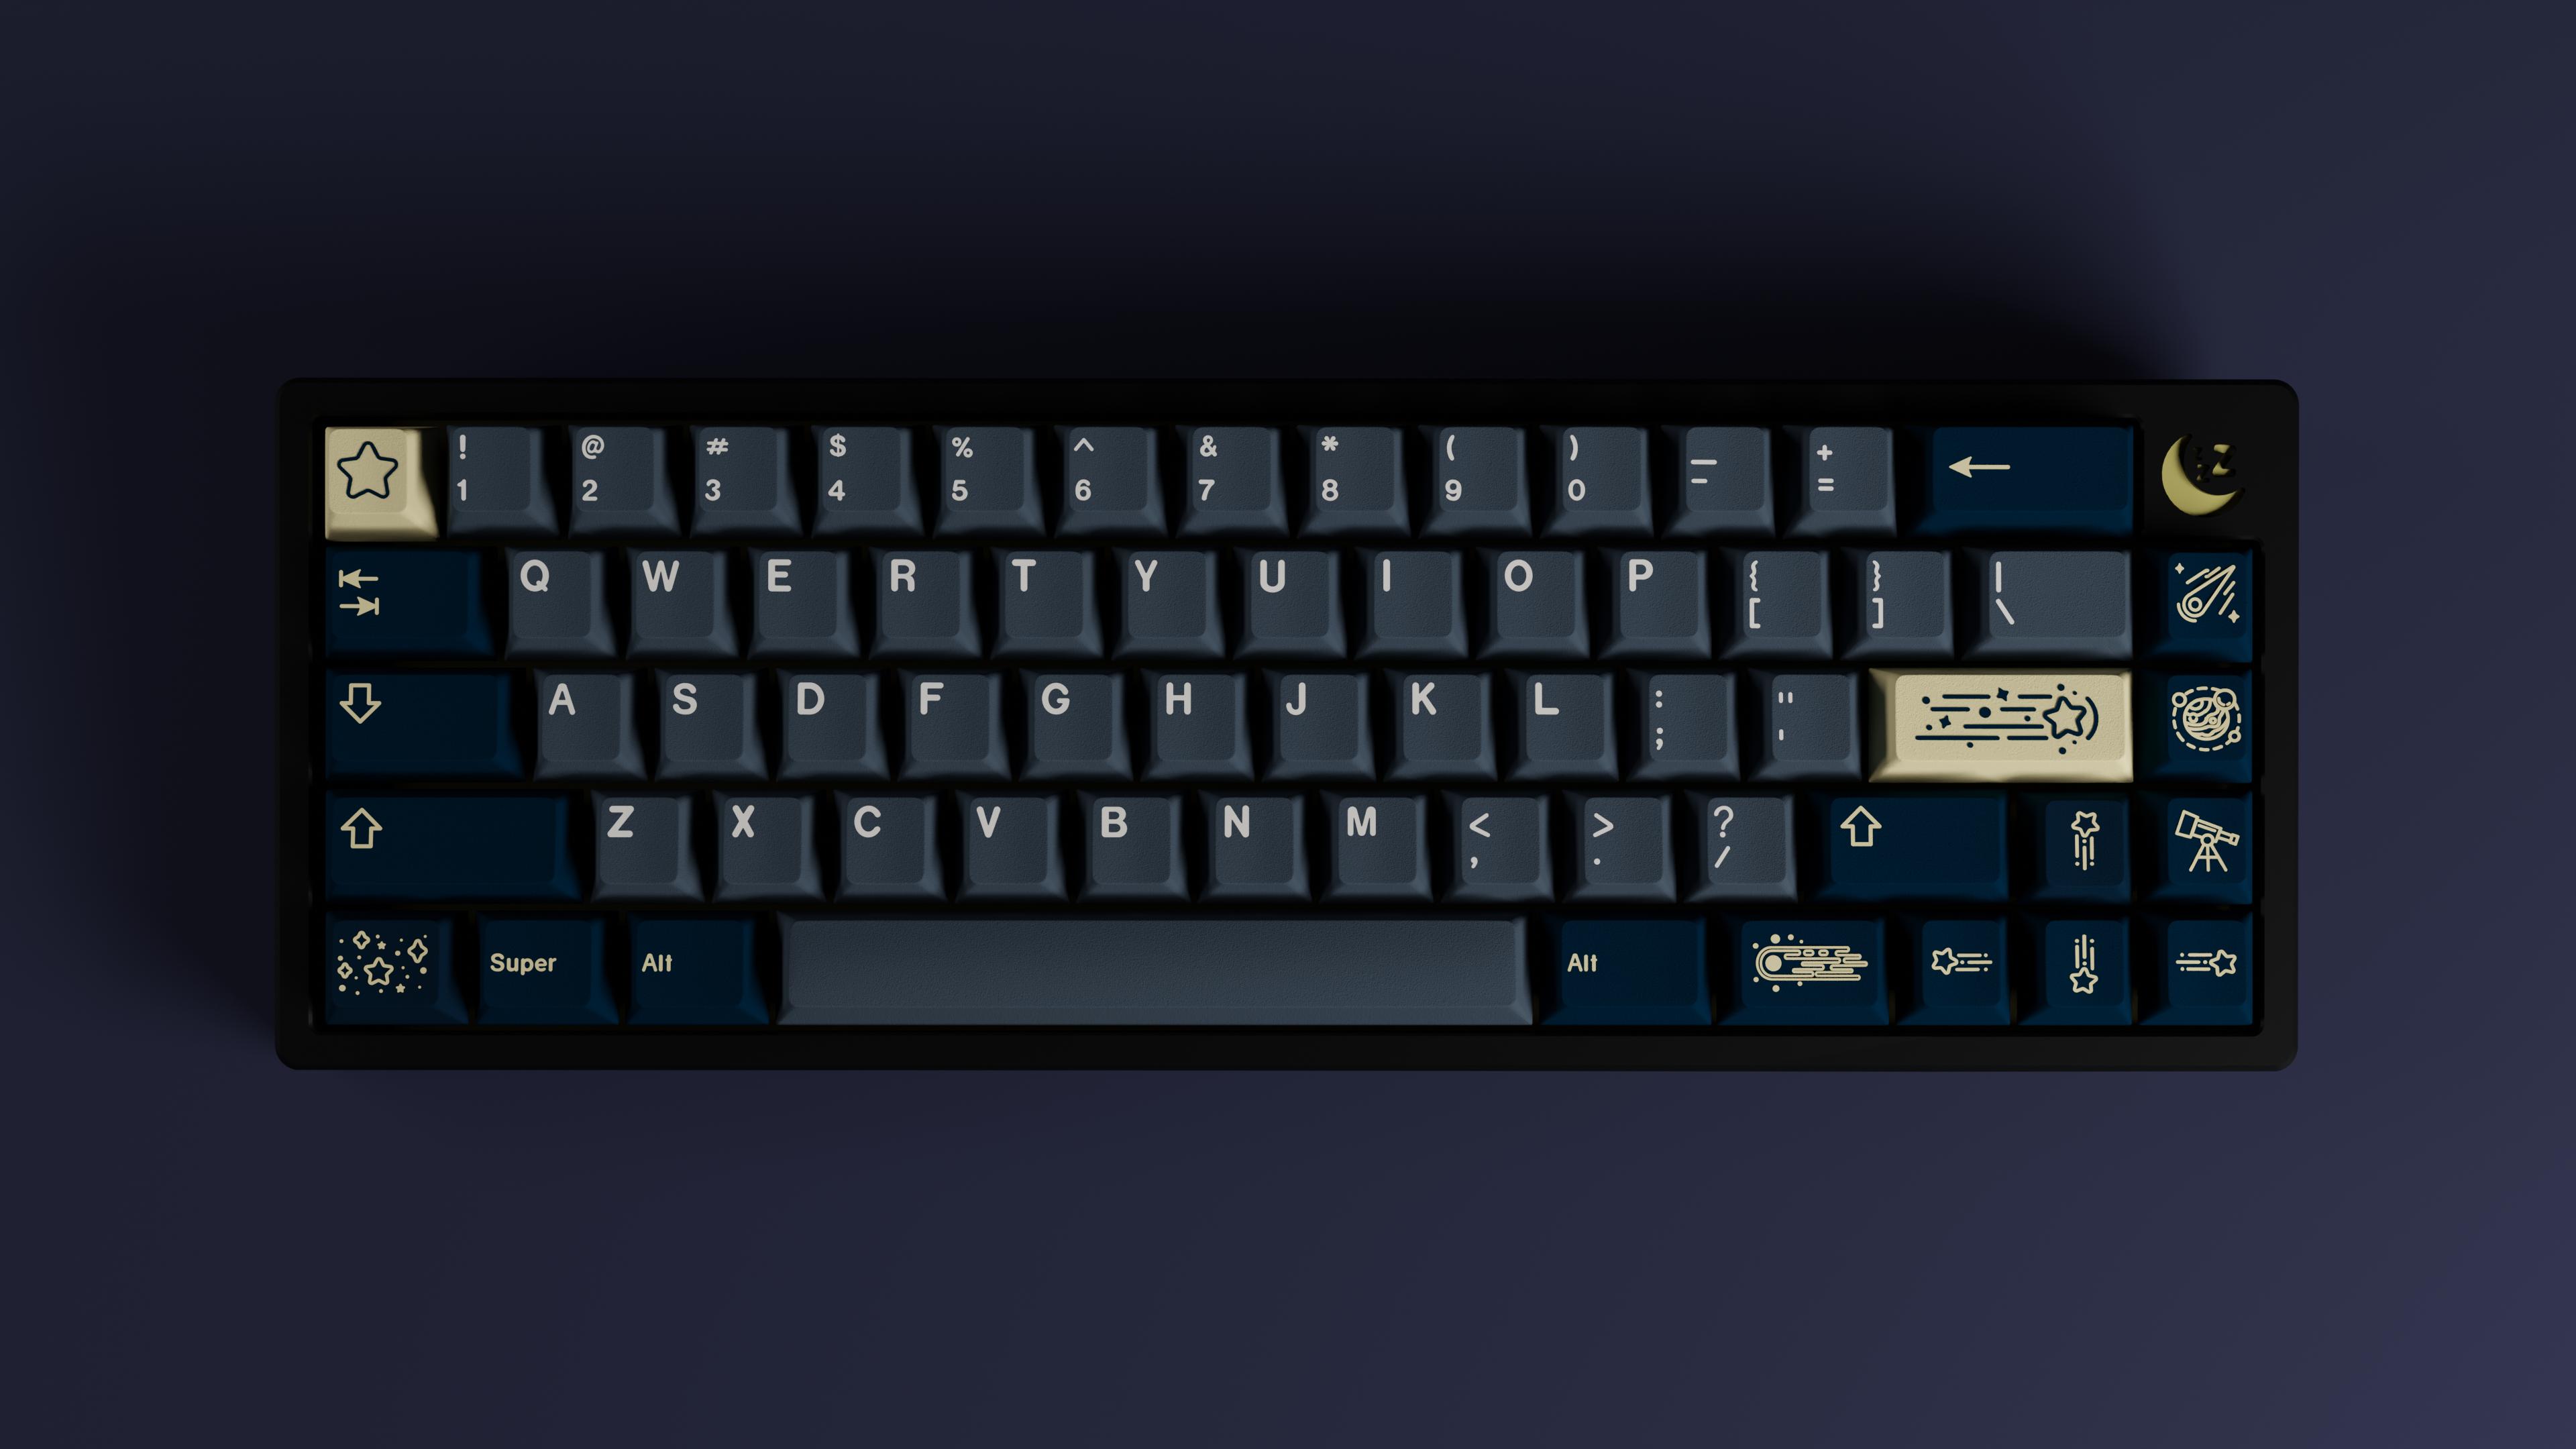 ! @ # $ % ^ & * ( ) _ +
1 2 3 4 5 6 7 8 9 0 - =
Q W E R T Y U I O P { } |
[ ] \
A S D F G H J K L : "
; '
Z X C V B N M < > ?
, . /
Super Alt Alt